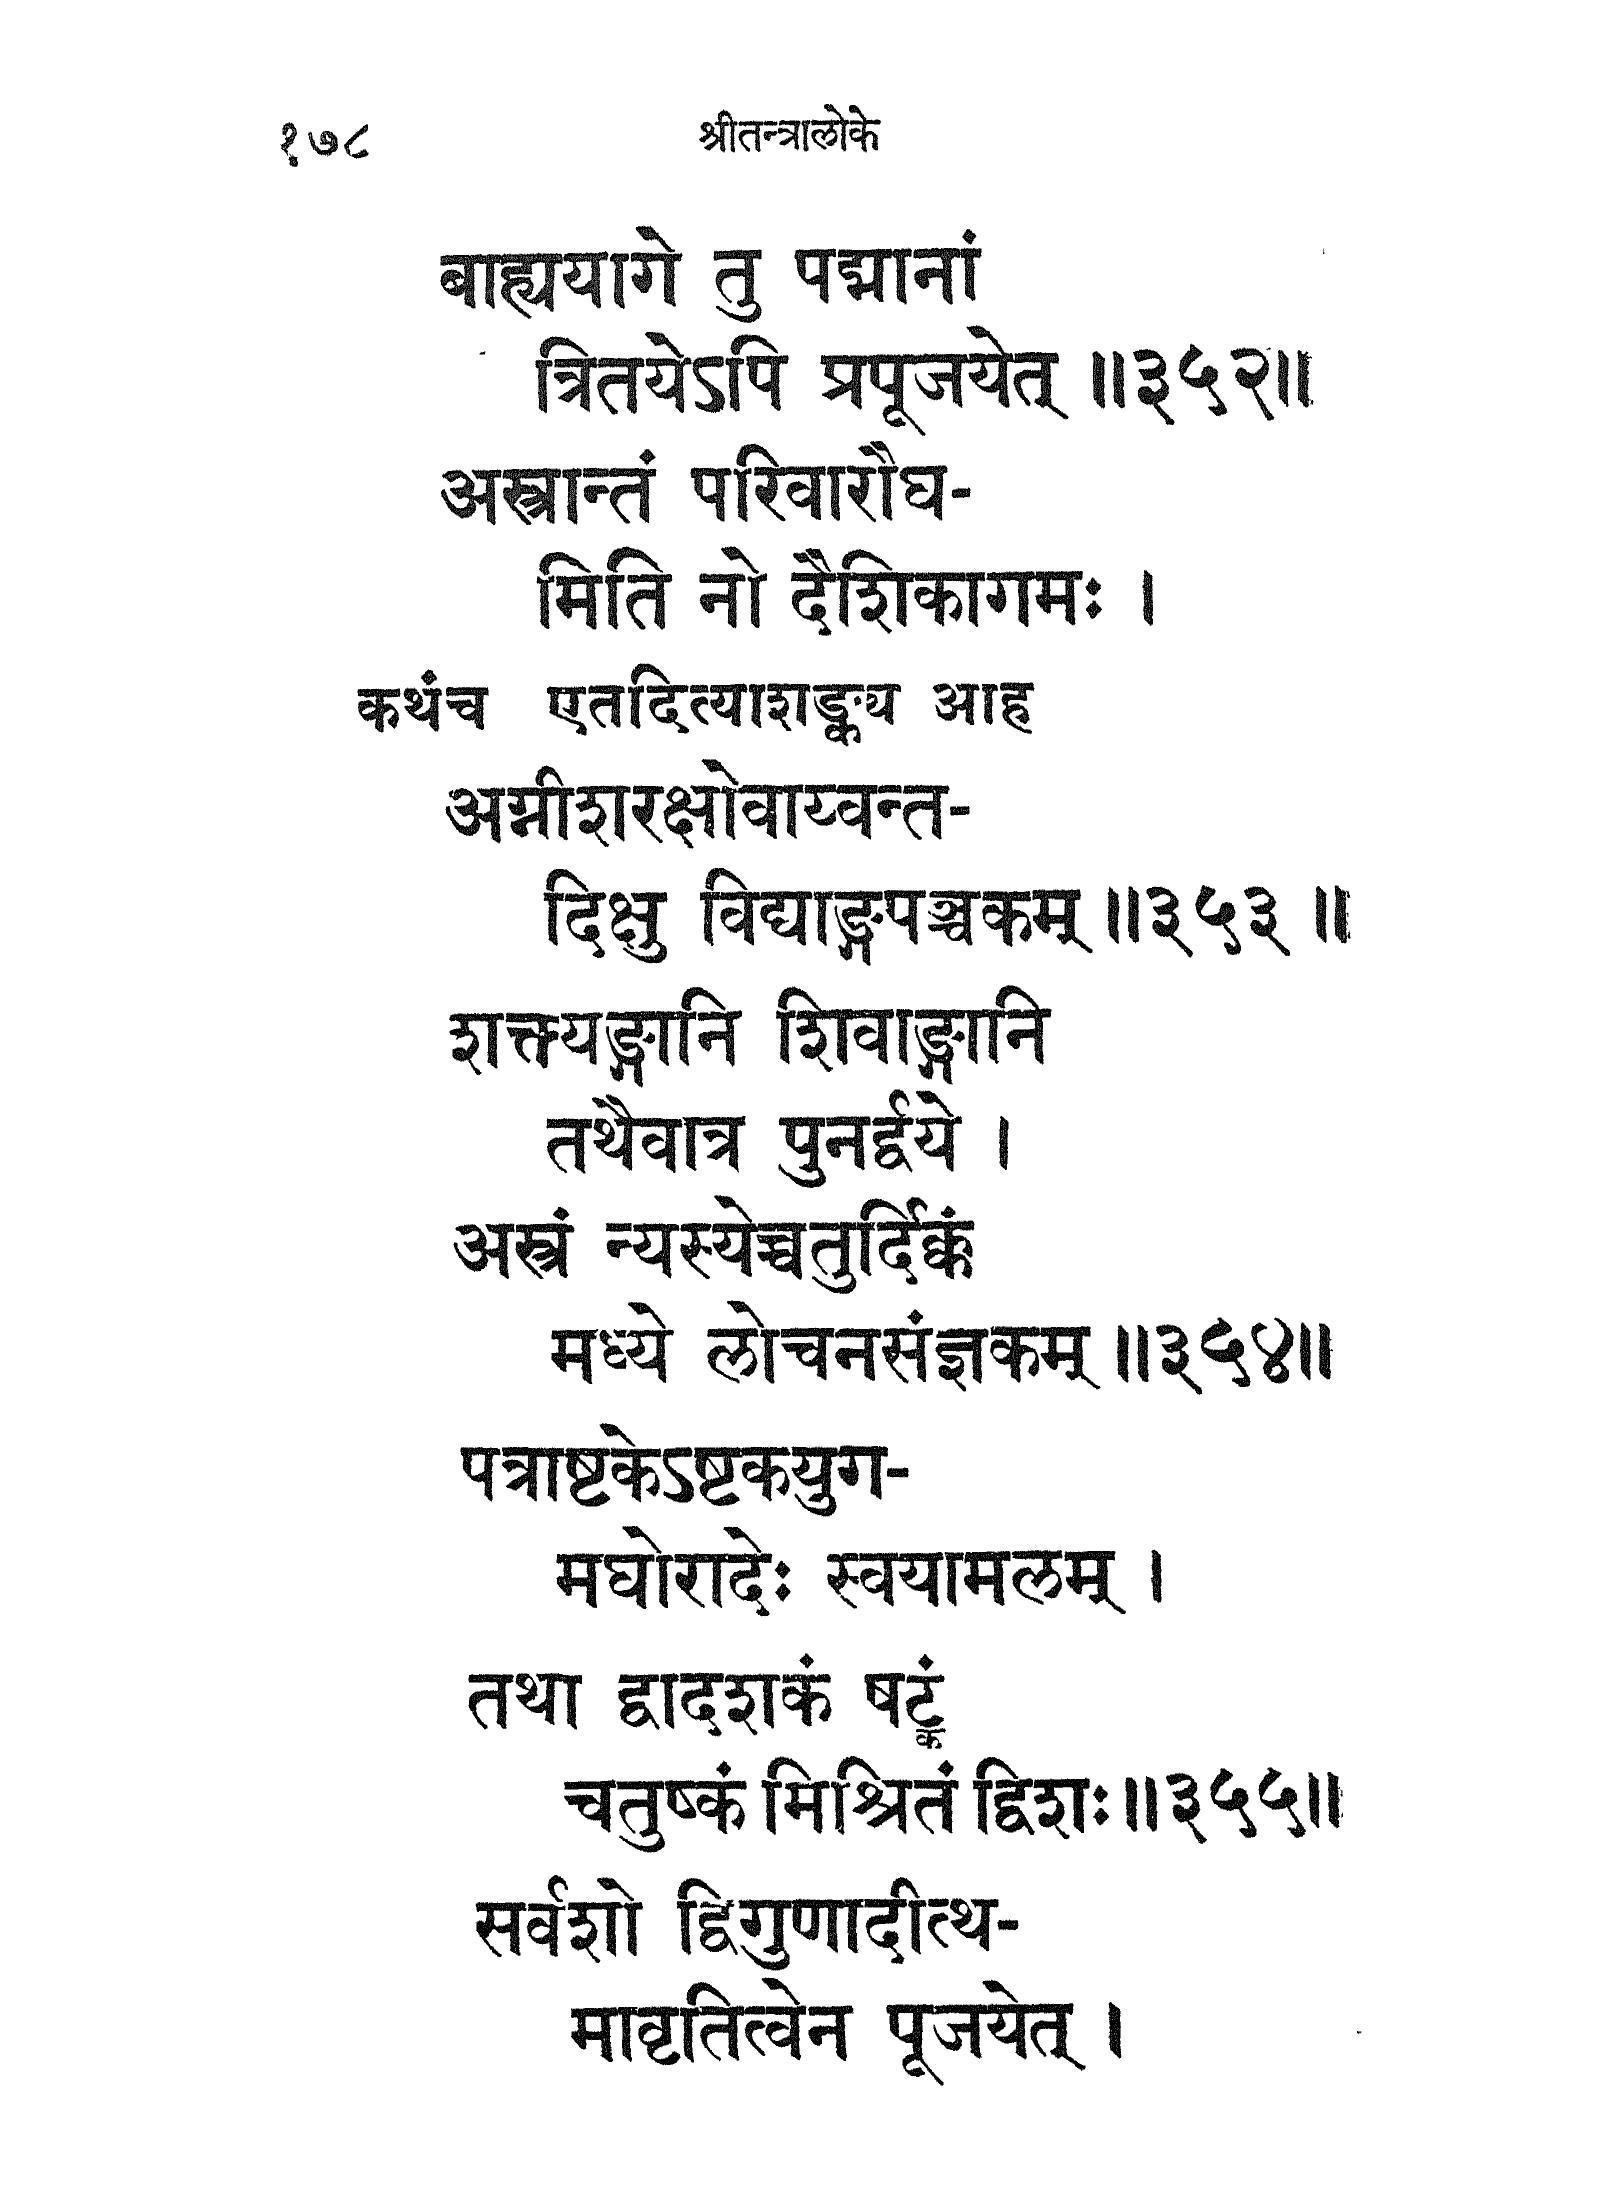 १७८ श्रीतन्त्रालोके
बाह्ययागे तु पद्मानां
त्रितयेऽपि प्रपूजयेत् ॥३५२॥
अस्त्रान्तं परिवारौघ-
मिति नो दैशिकागमः ।
कथंच एतदित्याशङ्क्य आह
अग्नीशरक्षोवाय्वन्त-
दिक्षु विद्याङ्गपञ्चकम् ॥३५३ ॥
शक्त्यङ्गानि शिवाङ्गानि
तथैवात्र पुनर्द्वये ।
अस्त्रं न्यस्येच्चतुर्दिक्कं
मध्ये लोचनसंज्ञकम् ॥३५४॥
पत्राष्टकेऽष्टकयुग-
मघोरादेः स्वयामलम् ।
तथा द्वादशकं षट्कं
चतुष्कं मिश्रितं द्विशः॥३५५॥
सर्वशो द्विगुणादीत्थ-
मावृतित्वेन पूजयेत् ।